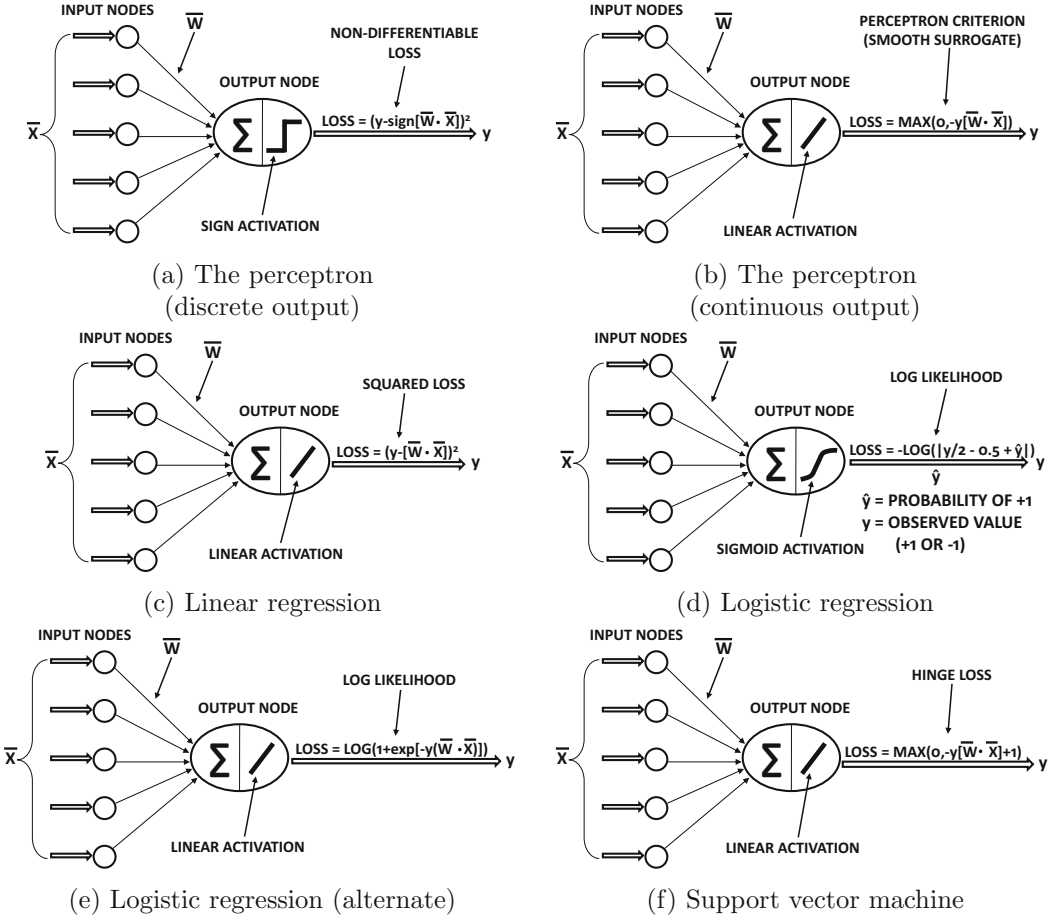 INPUT NODES
W̅
NON-DIFFERENTIABLE
LOSS
OUTPUT NODE
X̅
∑
LOSS = (y-sign[W̅ · X̅])²
y
SIGN ACTIVATION
(a) The perceptron
(discrete output)
INPUT NODES
W̅
PERCEPTRON CRITERION
(SMOOTH SURROGATE)
OUTPUT NODE
X̅
∑
LOSS = MAX(0,-y[W̅ · X̅])
y
LINEAR ACTIVATION
(b) The perceptron
(continuous output)
INPUT NODES
W̅
SQUARED LOSS
OUTPUT NODE
X̅
∑
LOSS = (y-[W̅ · X̅])²
y
LINEAR ACTIVATION
(c) Linear regression
INPUT NODES
W̅
LOG LIKELIHOOD
OUTPUT NODE
X̅
∑
LOSS = -LOG(|y/2 - 0.5 + ŷ|)
y
ŷ
ŷ = PROBABILITY OF +1
y = OBSERVED VALUE
(+1 OR -1)
SIGMOID ACTIVATION
(d) Logistic regression
INPUT NODES
W̅
LOG LIKELIHOOD
OUTPUT NODE
X̅
∑
LOSS = LOG(1+exp[-y(W̅ · X̅)])
y
LINEAR ACTIVATION
(e) Logistic regression (alternate)
INPUT NODES
W̅
HINGE LOSS
OUTPUT NODE
X̅
∑
LOSS = MAX(0,-y[W̅ · X̅]+1)
y
LINEAR ACTIVATION
(f) Support vector machine